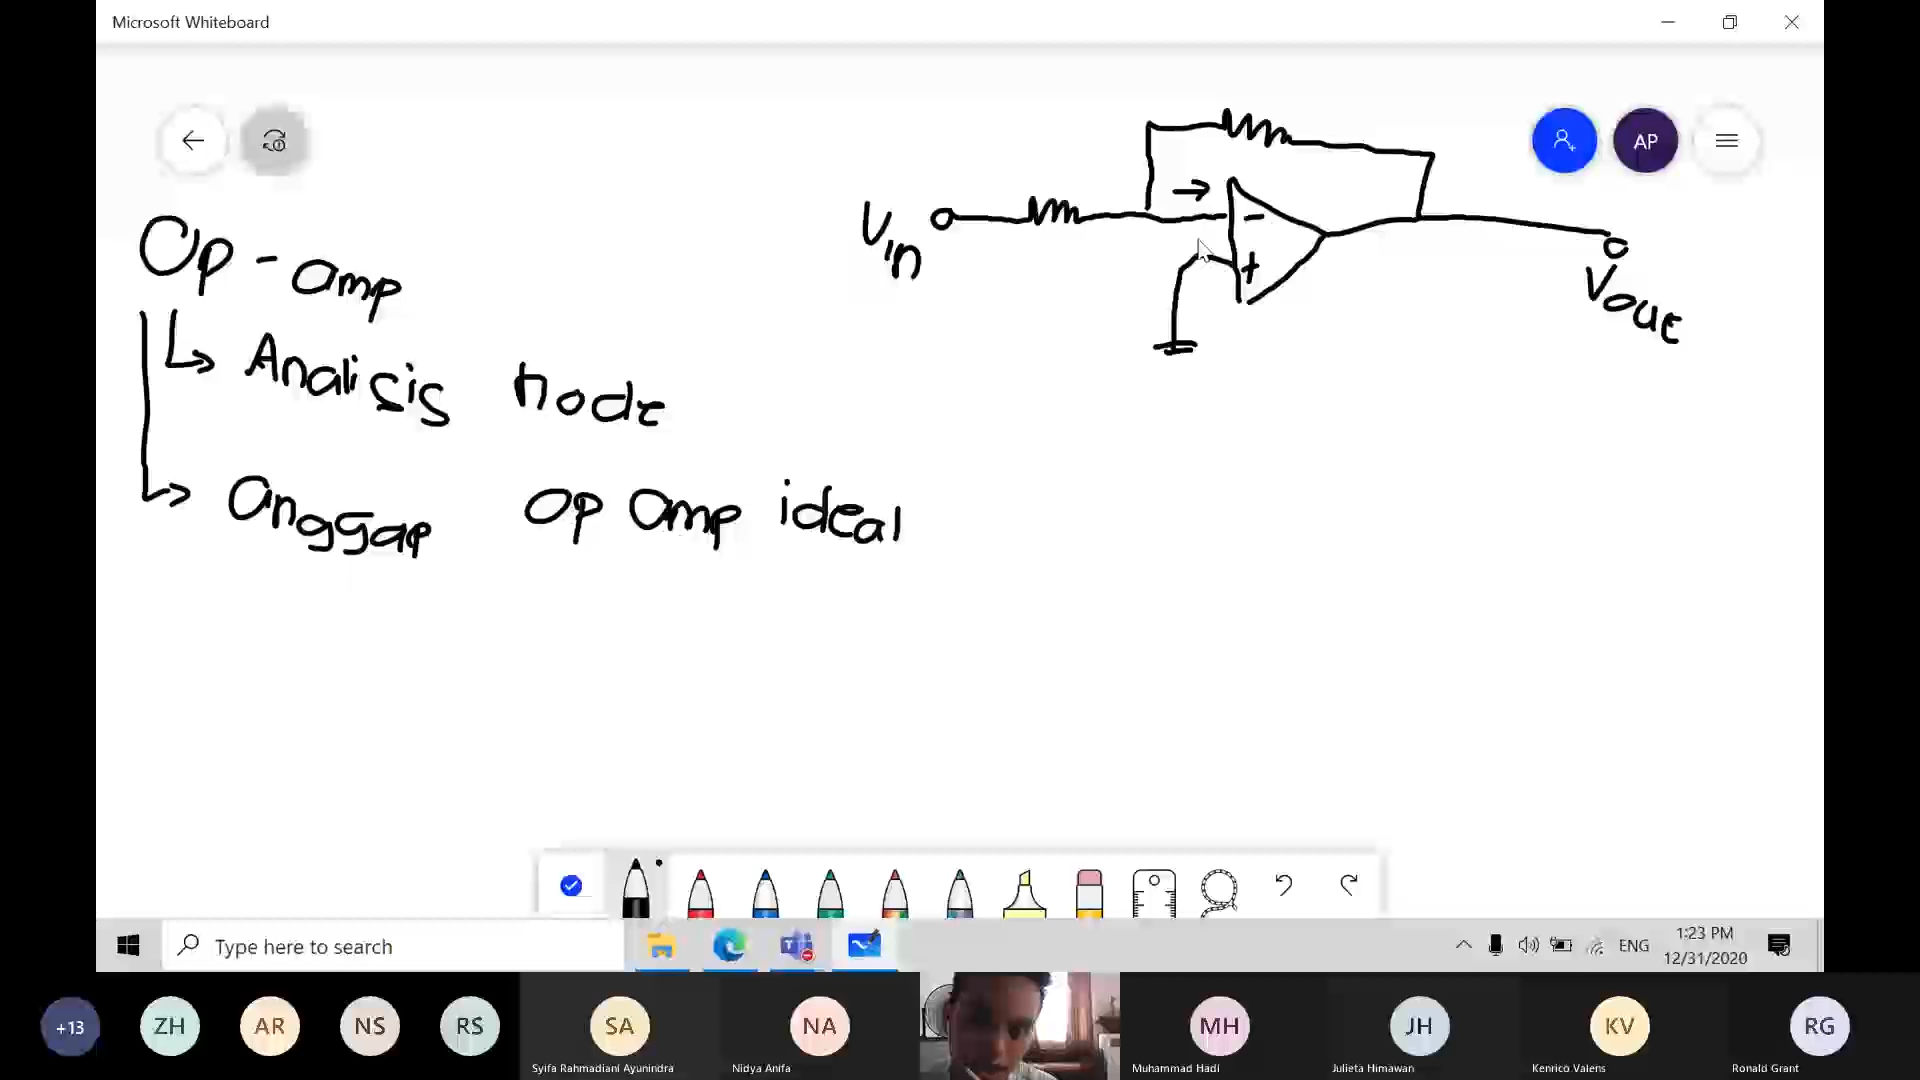 Microsoft Whiteboard
AP
Op - amp
Analisis node
anggap op amp ideal
Vin
-
+
Vout
Type here to search
ENG
1:23 PM
12/31/2020
+13
ZH
AR
NS
RS
SA
Syifa Rahmadiani Ayunindra
NA
Nidya Anifa
MH
Muhammad Hadi
JH
Julieta Himawan
KV
Kenrico Valens
RG
Ronald Grant